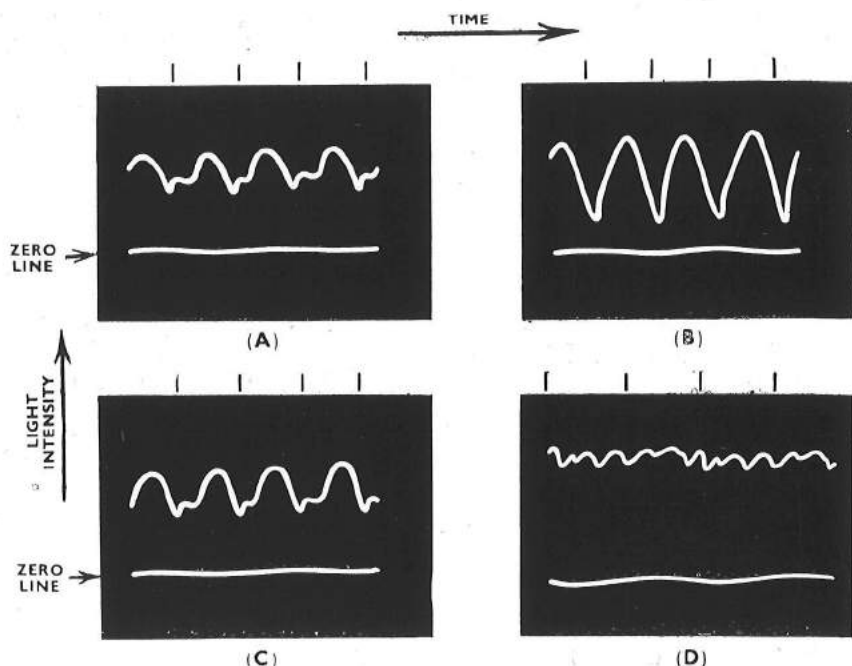 TIME
(A)
(B)
ZERO
LINE
LIGHT
INTENSITY
(C)
(D)
ZERO
LINE